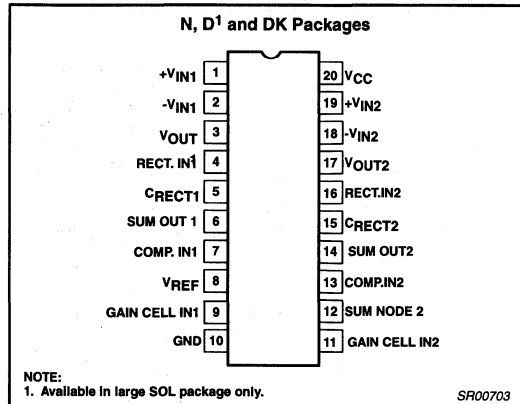 N, D1 and DK Packages
+VIN1 1
-VIN1 2
VOUT 3
RECT. IN1 4
CRECT1 5
SUM OUT 1 6
COMP. IN1 7
VREF 8
GAIN CELL IN1 9
GND 10
20 VCC
19 +VIN2
18 -VIN2
17 VOUT2
16 RECT.IN2
15 CRECT2
14 SUM OUT2
13 COMP.IN2
12 SUM NODE 2
11 GAIN CELL IN2
NOTE:
1. Available in large SOL package only.
SR00703